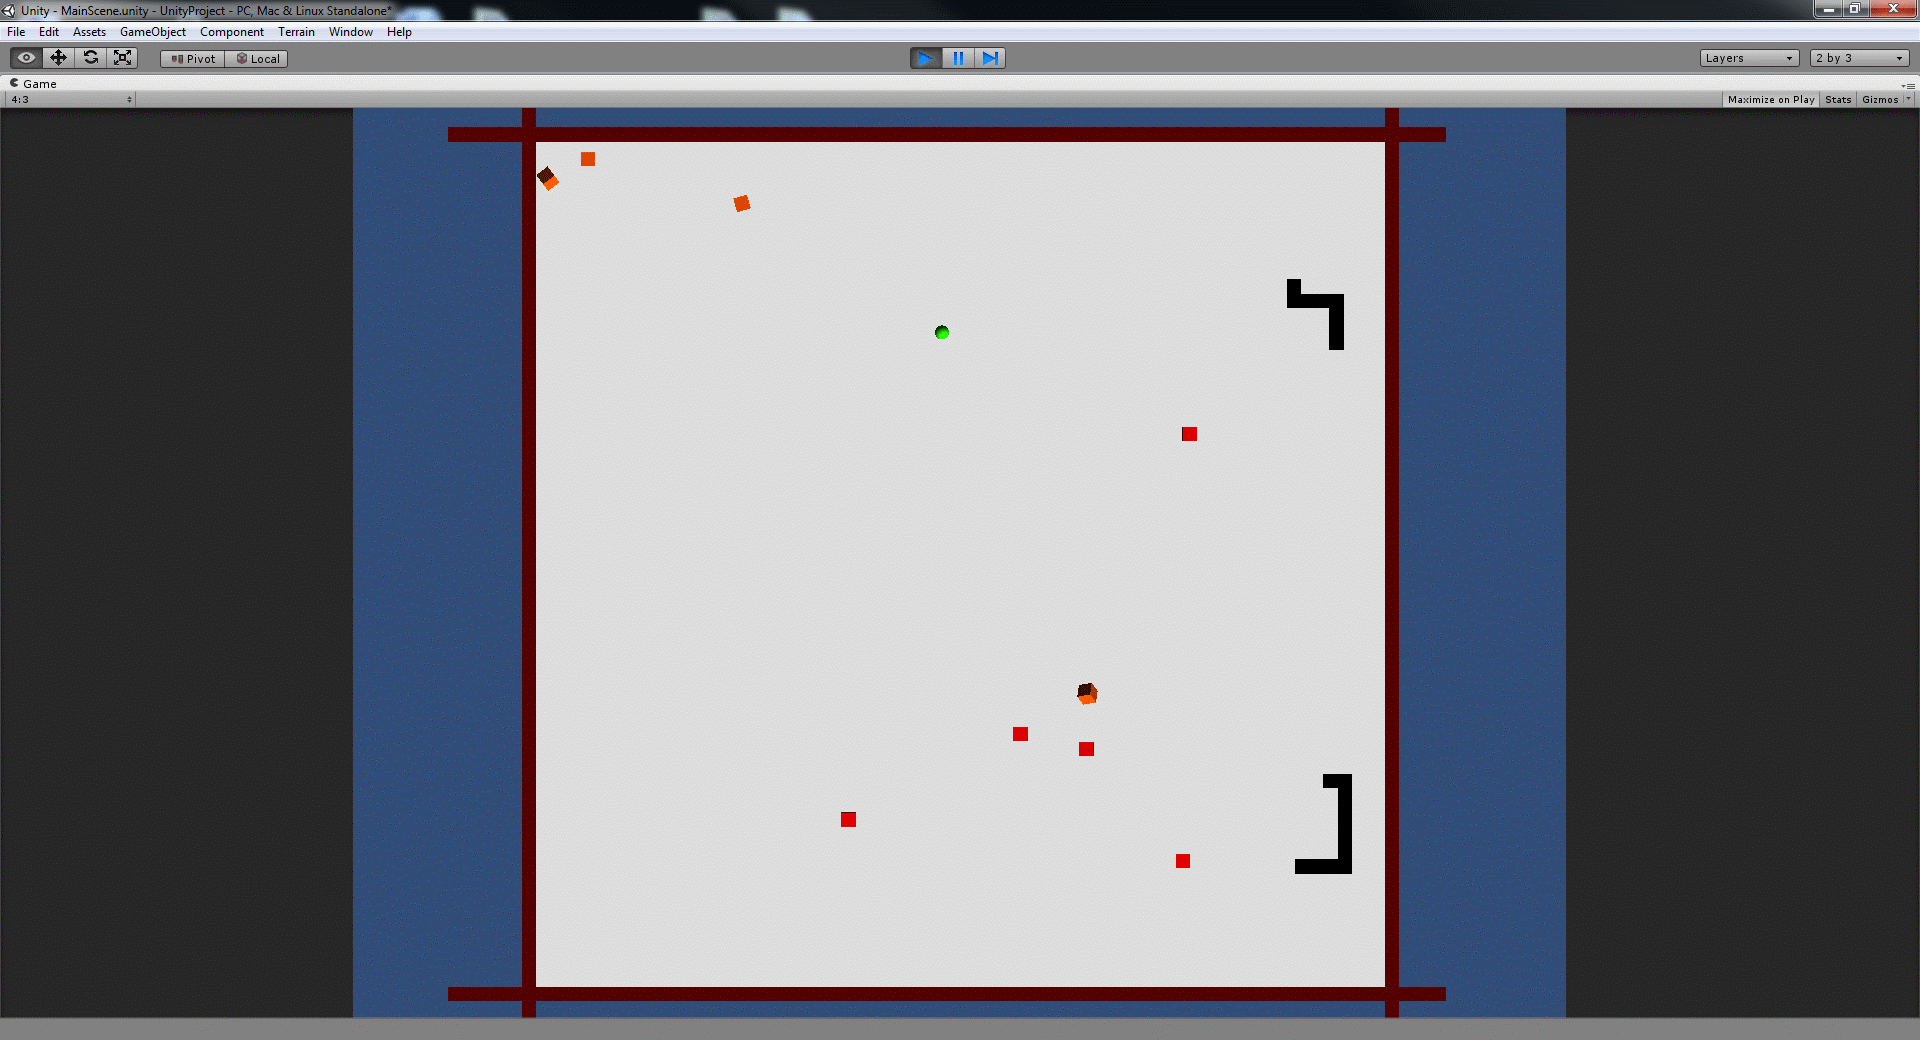 Unity - MainScene.unity - UnityProject - PC, Mac & Linux Standalone*
File Edit Assets GameObject Component Terrain Window Help
Pivot Local Layers 2 by 3
Game
4:3 Maximize on Play Stats Gizmos